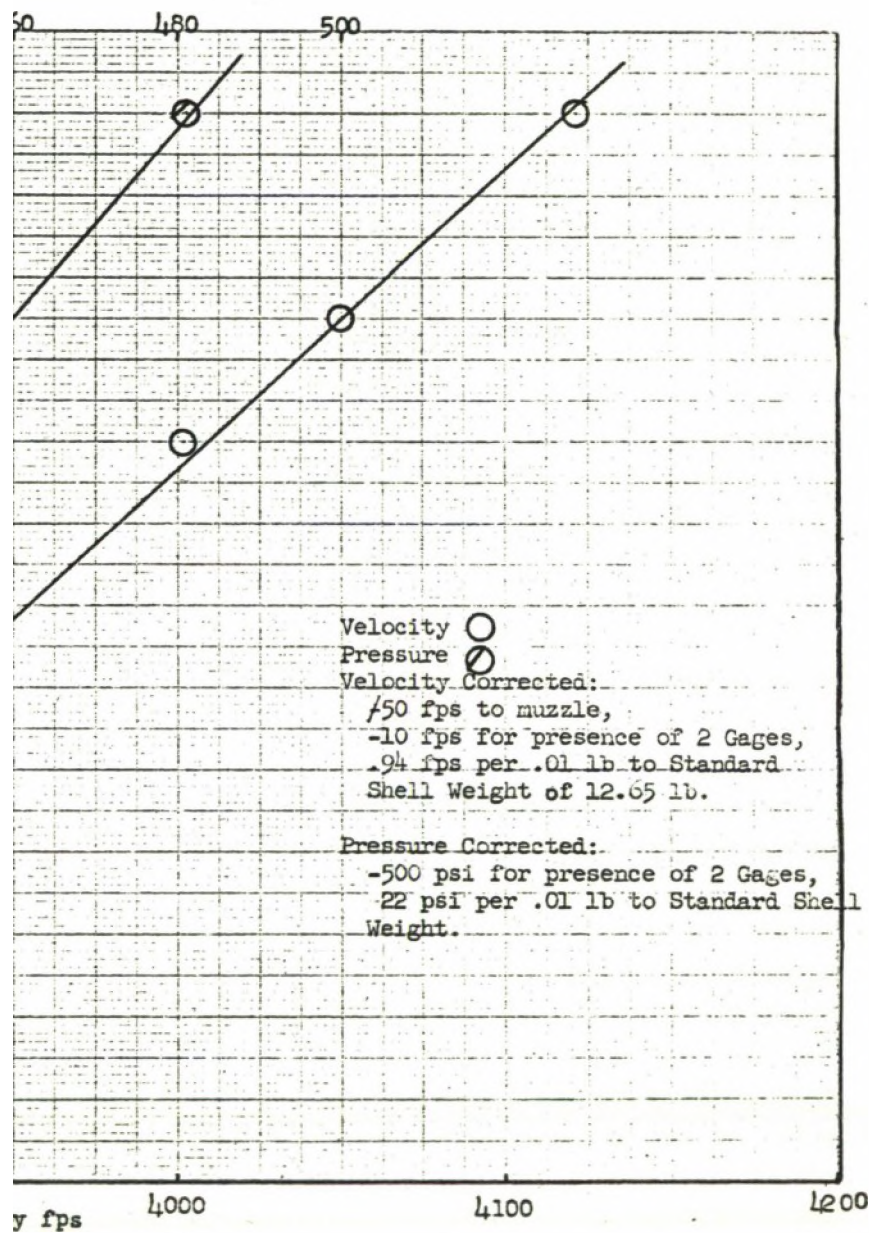 60 480 500
Velocity
Pressure
Velocity Corrected:
/50 fps to muzzle,
-10 fps for presence of 2 Gages,
.94 fps per .01 lb to Standard
Shell Weight of 12.65 lb.
Pressure Corrected:
-500 psi for presence of 2 Gages,
22 psi per .01 lb to Standard Shell
Weight.
4000 4100 4200
y fps